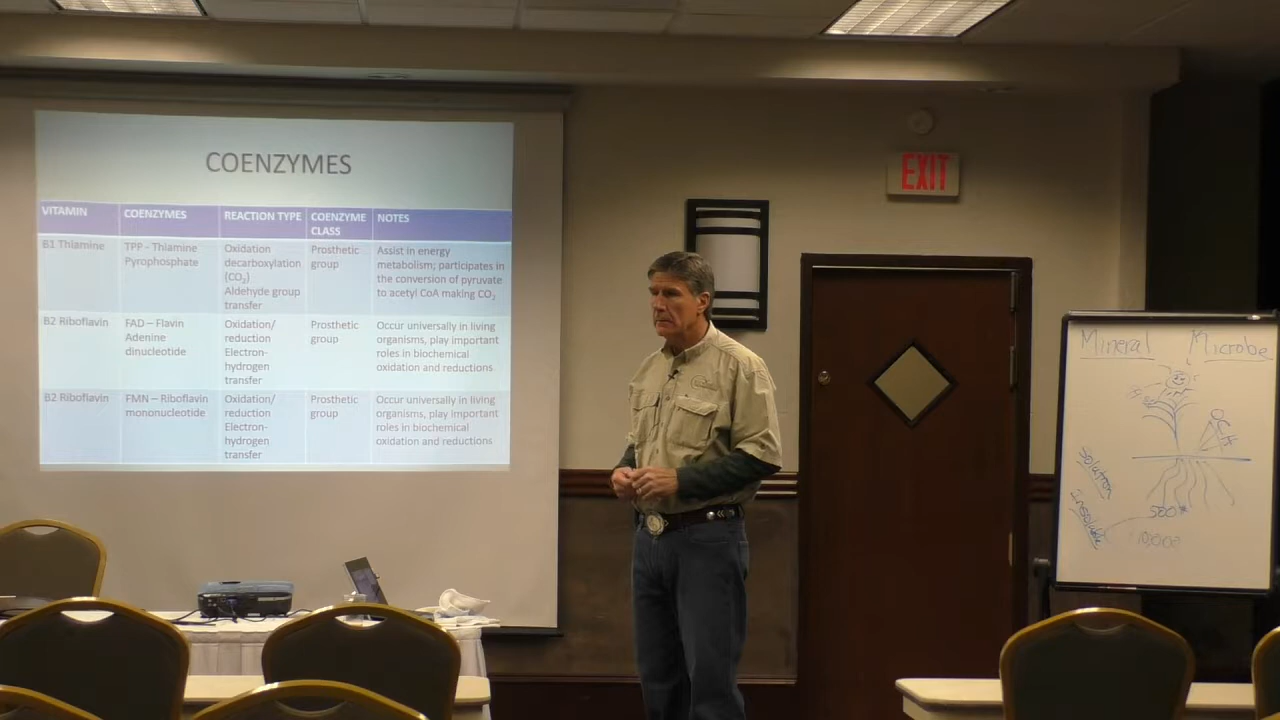 COENZYMES
VITAMIN COENZYMES REACTION TYPE COENZYME CLASS NOTES
B1 Thiamine
TPP - Thiamine
Pyrophosphate
Oxidation
decarboxylation
(CO₂)
Aldehyde group
transfer
Prosthetic
group
Assist in energy
metabolism; participates in
the conversion of pyruvate
to acetyl CoA making CO₂
B2 Riboflavin
FAD – Flavin
Adenine
dinucleotide
Oxidation/
reduction
Electron-
hydrogen
transfer
Prosthetic
group
Occur universally in living
organisms, play important
roles in biochemical
oxidation and reductions
B2 Riboflavin
FMN – Riboflavin
mononucleotide
Oxidation/
reduction
Electron-
hydrogen
transfer
Prosthetic
group
Occur universally in living
organisms, play important
roles in biochemical
oxidation and reductions
EXIT
Mineral Microbe
Solution
Insoluble